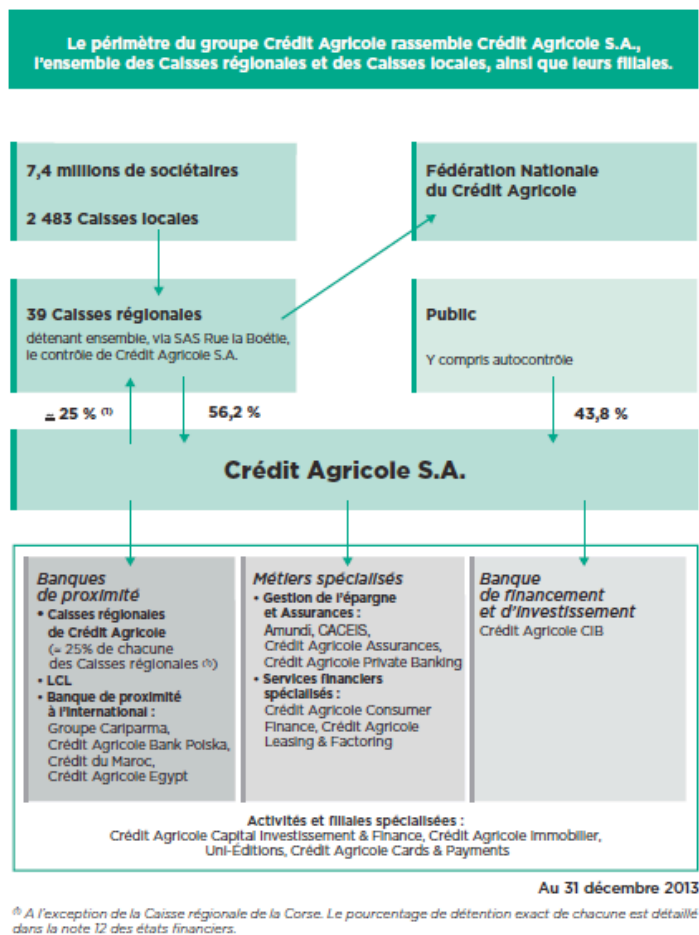 Le périmètre du groupe Crédit Agricole rassemble Crédit Agricole S.A.,
l'ensemble des Caisses régionales et des Caisses locales, ainsi que leurs filiales.
7,4 millions de sociétaires
2 483 Caisses locales
Fédération Nationale
du Crédit Agricole
39 Caisses régionales
détenant ensemble, via SAS Rue la Boétie,
le contrôle de Crédit Agricole S.A.
Public
Y compris autocontrôle
≃ 25 % (1)
56,2 %
43,8 %
Crédit Agricole S.A.
Banques
de proximité
• Caisses régionales
de Crédit Agricole
(≃ 25% de chacune
des Caisses régionales (1))
• LCL
• Banque de proximité
à l'international :
Groupe Cariparma,
Crédit Agricole Bank Polska,
Crédit du Maroc,
Crédit Agricole Egypt
Métiers spécialisés
• Gestion de l'épargne
et Assurances :
Amundi, CACEIS,
Crédit Agricole Assurances,
Crédit Agricole Private Banking
• Services financiers
spécialisés :
Crédit Agricole Consumer
Finance, Crédit Agricole
Leasing & Factoring
Banque
de financement
et d'investissement
Crédit Agricole CIB
Activités et filiales spécialisées :
Crédit Agricole Capital Investissement & Finance, Crédit Agricole Immobilier,
Uni-Éditions, Crédit Agricole Cards & Payments
Au 31 décembre 2013
(1) A l'exception de la Caisse régionale de la Corse. Le pourcentage de détention exact de chacune est détaillé
dans la note 12 des états financiers.